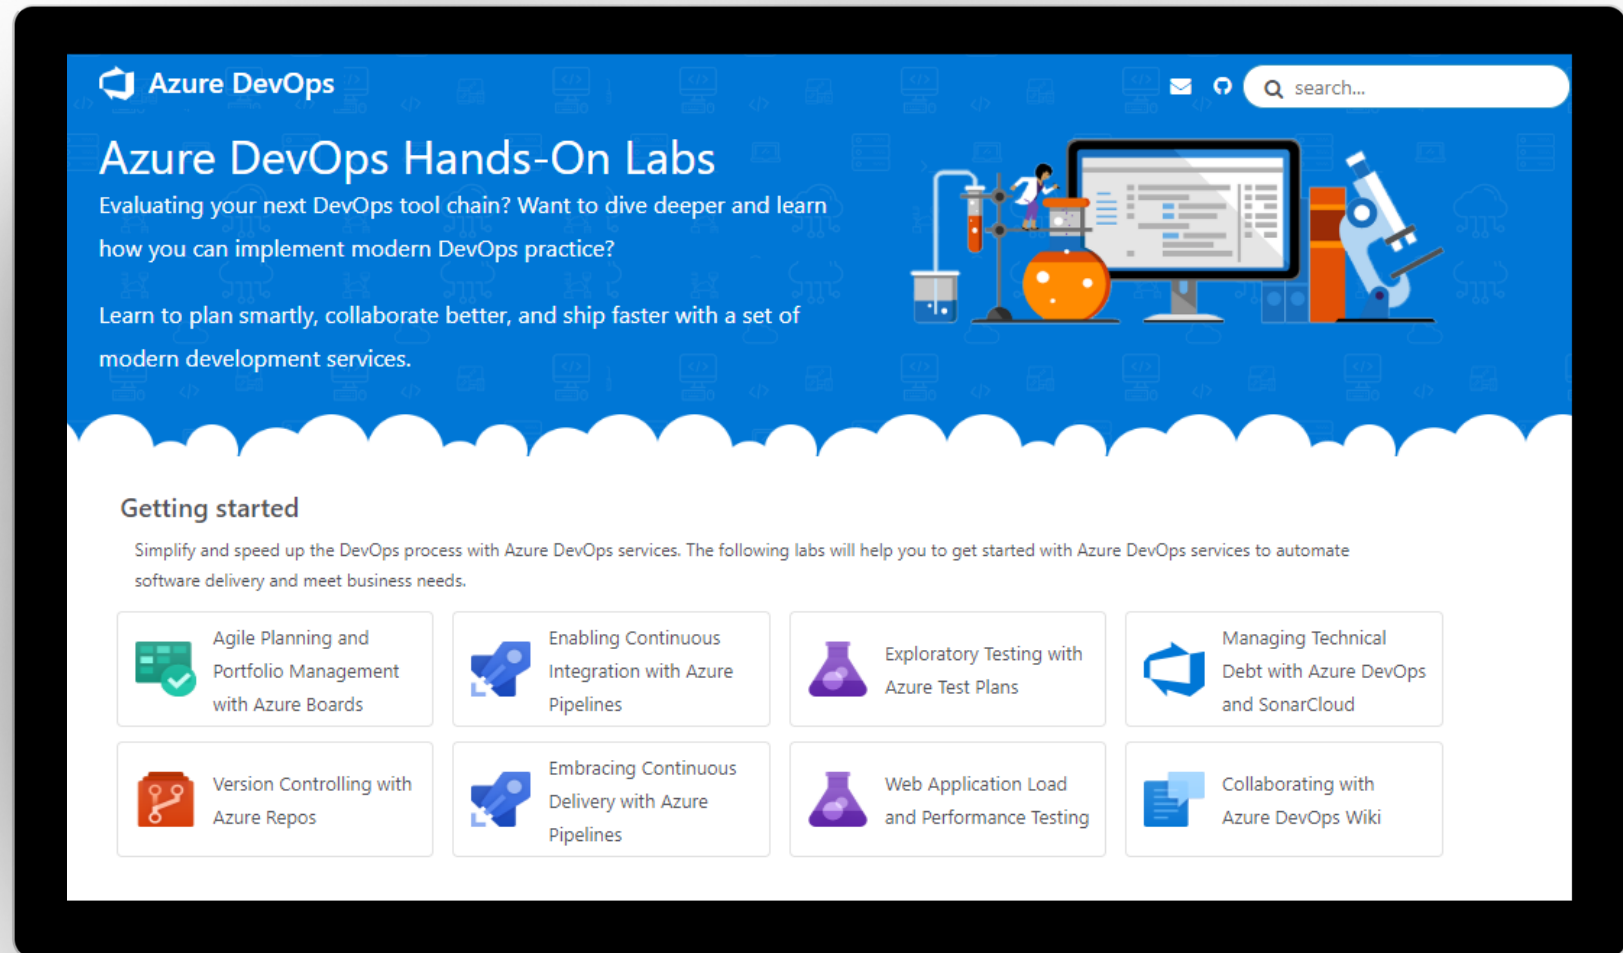 Azure DevOps
search...
Azure DevOps Hands-On Labs
Evaluating your next DevOps tool chain? Want to dive deeper and learn
how you can implement modern DevOps practice?
Learn to plan smartly, collaborate better, and ship faster with a set of
modern development services.
Getting started
Simplify and speed up the DevOps process with Azure DevOps services. The following labs will help you to get started with Azure DevOps services to automate
software delivery and meet business needs.
Agile Planning and
Portfolio Management
with Azure Boards
Enabling Continuous
Integration with Azure
Pipelines
Exploratory Testing with
Azure Test Plans
Managing Technical
Debt with Azure DevOps
and SonarCloud
Version Controlling with
Azure Repos
Embracing Continuous
Delivery with Azure
Pipelines
Web Application Load
and Performance Testing
Collaborating with
Azure DevOps Wiki